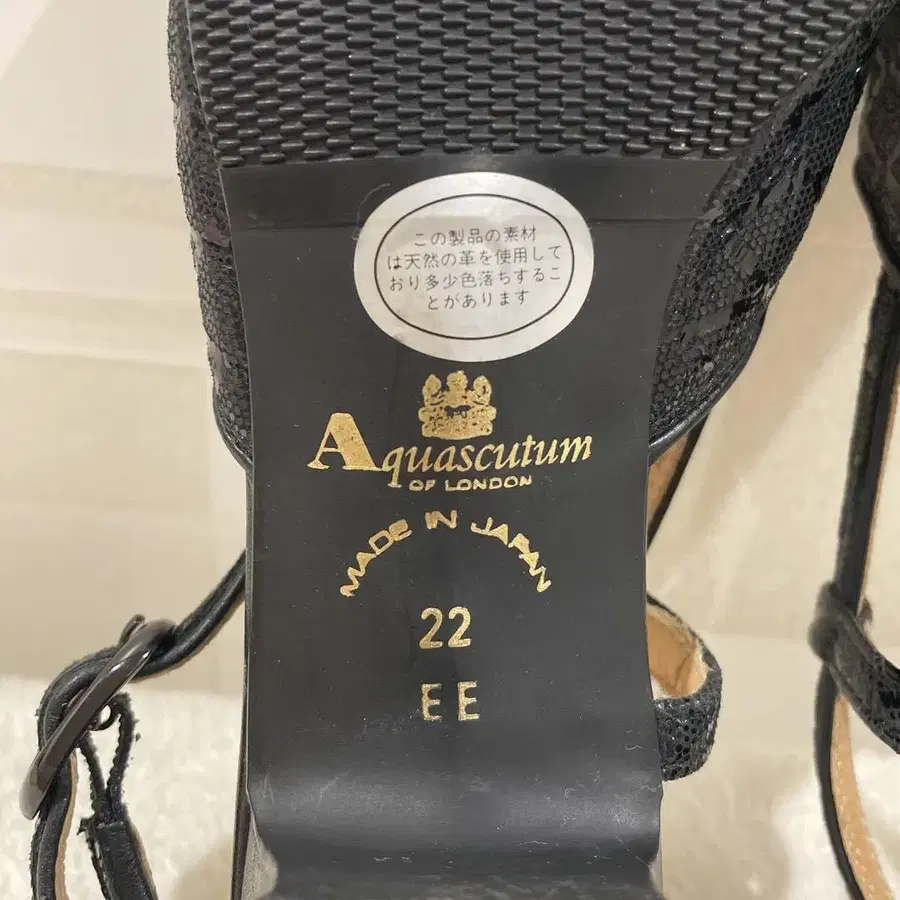 この製品の素材
は天然の革を使用して
おり多少色落ちするこ
とがあります
Aquascutum
OF LONDON
MADE IN JAPAN
22
EE